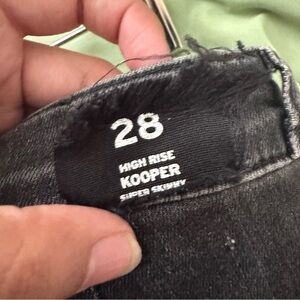 28
HIGH RISE
KOOPER
SUPER SKINNY